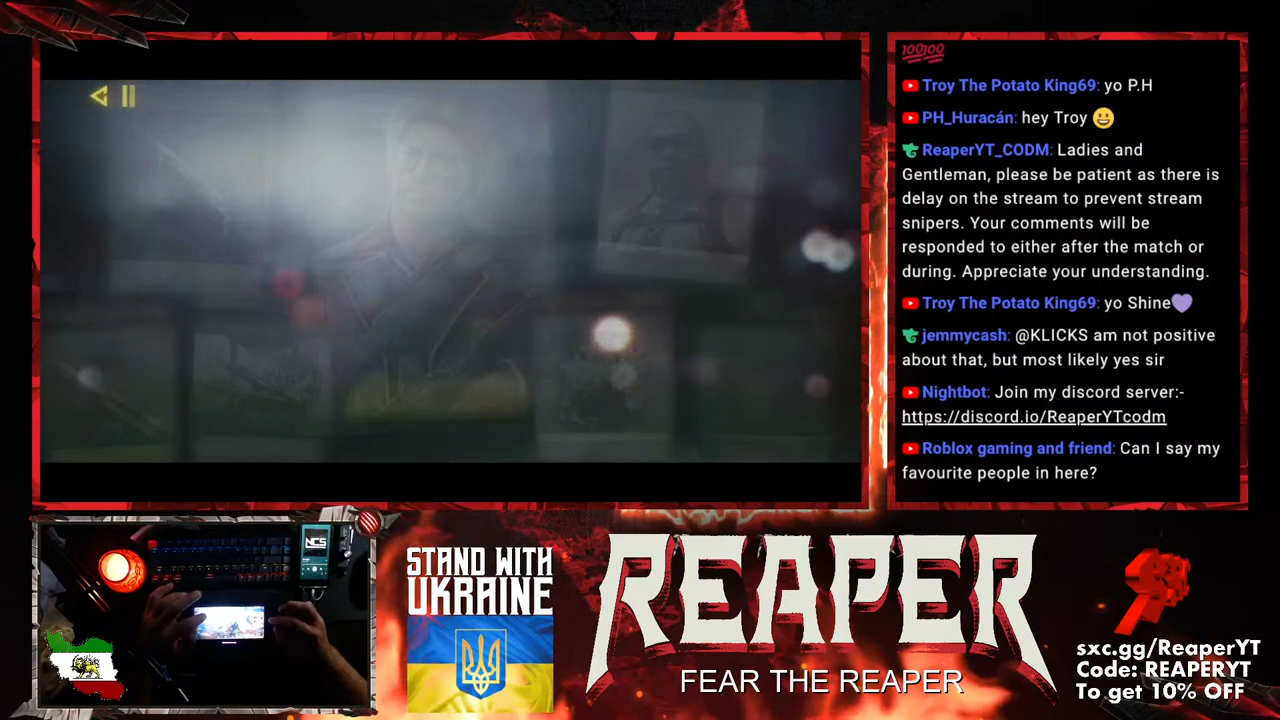 Troy The Potato King69: yo P.H
PH_Huracán: hey Troy 😀
ReaperYT_CODM: Ladies and
Gentleman, please be patient as there is
delay on the stream to prevent stream
snipers. Your comments will be
responded to either after the match or
during. Appreciate your understanding.
Troy The Potato King69: yo Shine💜
jemmycash: @KLICKS am not positive
about that, but most likely yes sir
Nightbot: Join my discord server:-
https://discord.io/ReaperYTcodm
Roblox gaming and friend: Can I say my
favourite people in here?
NCS
STAND WITH
UKRAINE
REAPER
FEAR THE REAPER
sxc.gg/ReaperYT
Code: REAPERYT
To get 10% OFF